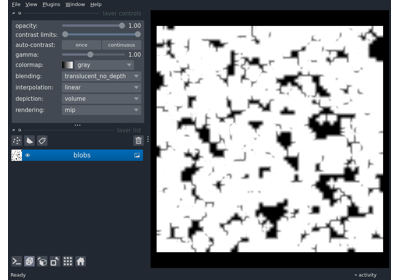 File View Plugins Window Help
layer controls
opacity: 1.00
contrast limits:
auto-contrast: once continuous
gamma: 1.00
colormap: gray
blending: translucent_no_depth
interpolation: linear
depiction: volume
rendering: mip
layer list
blobs
Ready activity